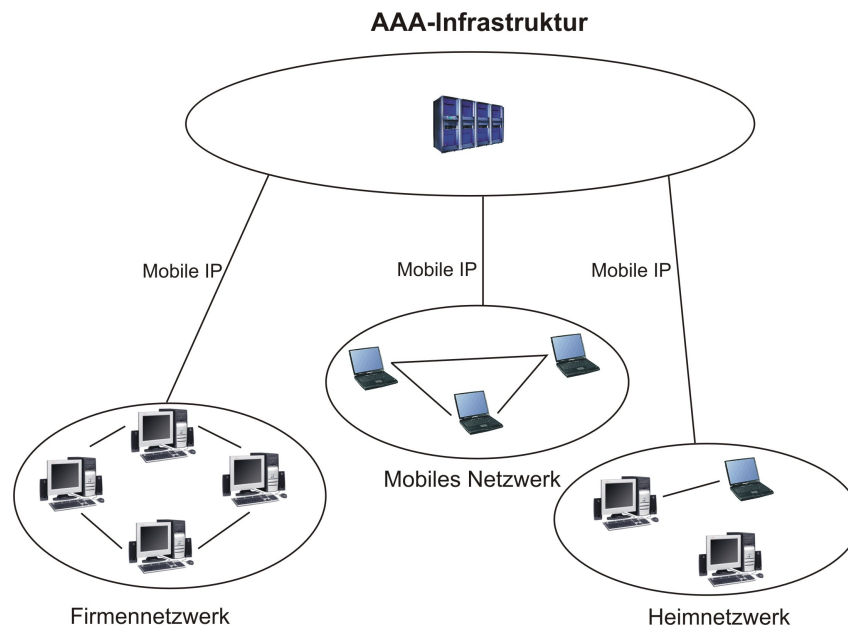 AAA-Infrastruktur
Mobile IP
Mobile IP
Mobile IP
Mobiles Netzwerk
Firmennetzwerk
Heimnetzwerk